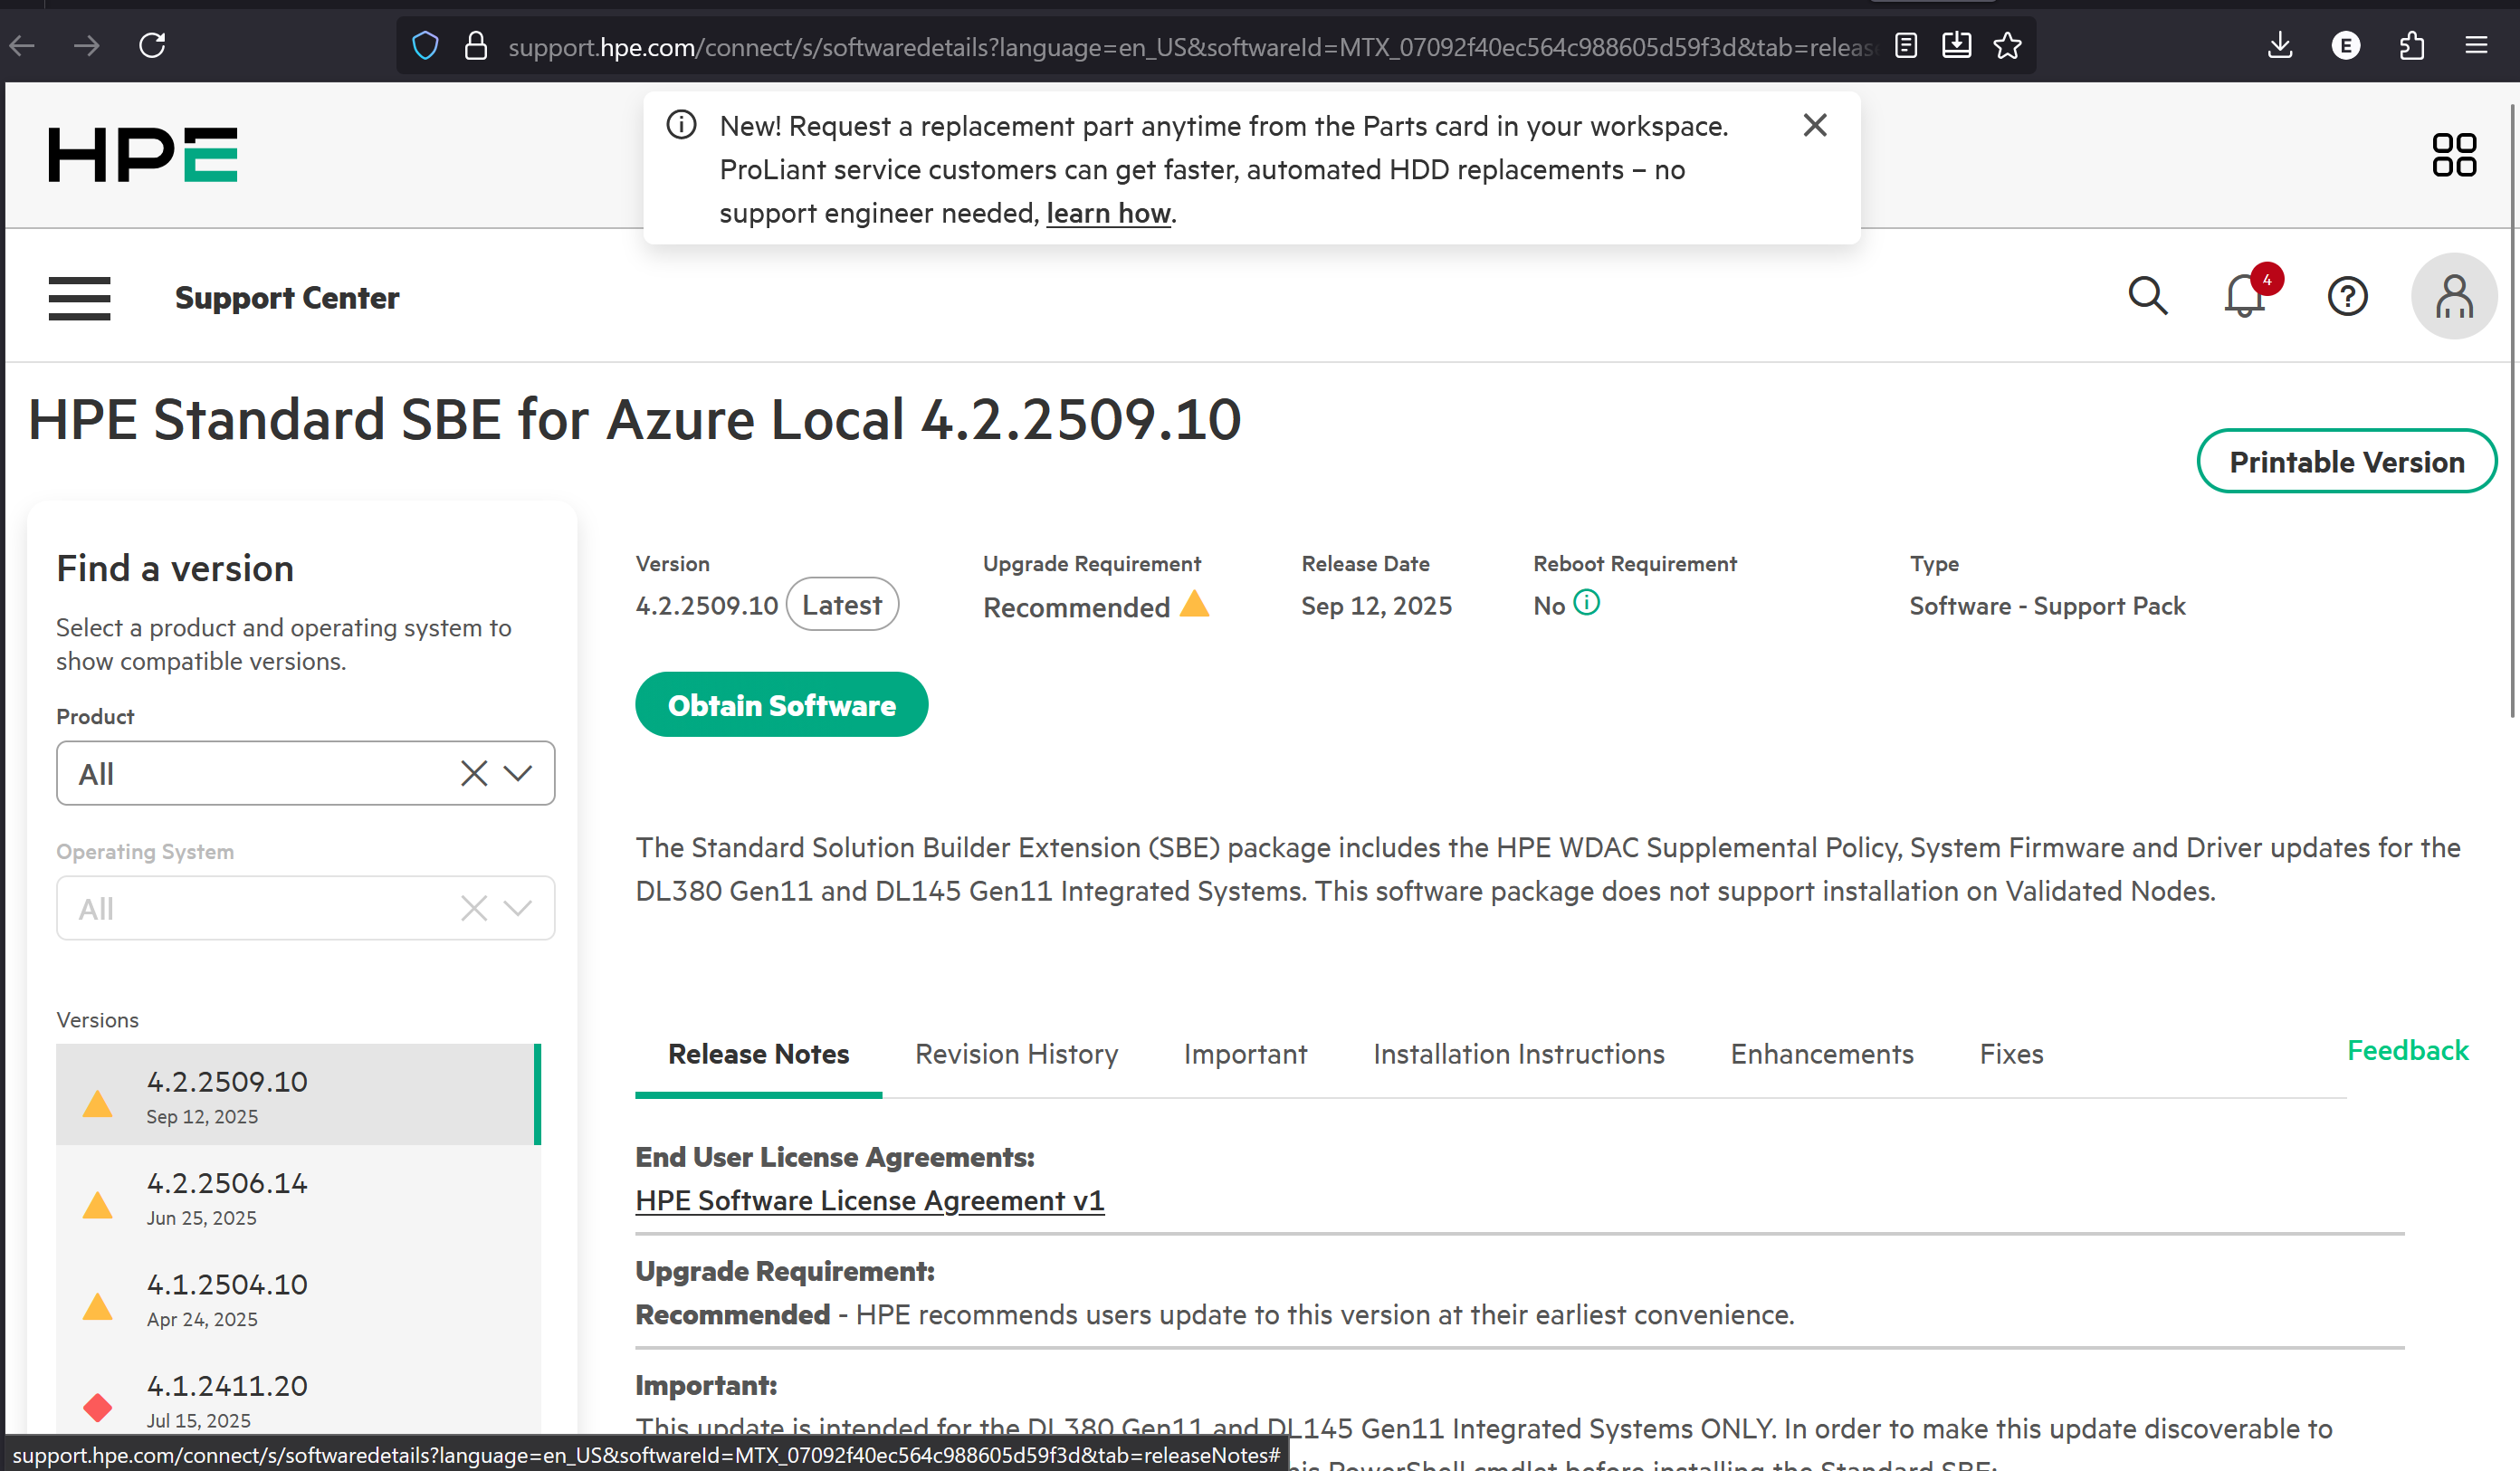 support.hpe.com/connect/s/softwaredetails?language=en_US&softwareId=MTX_07092f40ec564c988605d59f3d&tab=releas
E
HPE
New! Request a replacement part anytime from the Parts card in your workspace.
ProLiant service customers can get faster, automated HDD replacements – no
support engineer needed, learn how.
Support Center
4
HPE Standard SBE for Azure Local 4.2.2509.10
Printable Version
Find a version
Select a product and operating system to
show compatible versions.
Product
All
Operating System
All
Versions
4.2.2509.10
Sep 12, 2025
4.2.2506.14
Jun 25, 2025
4.1.2504.10
Apr 24, 2025
4.1.2411.20
Jul 15, 2025
Version
4.2.2509.10 Latest
Upgrade Requirement
Recommended
Release Date
Sep 12, 2025
Reboot Requirement
No
Type
Software - Support Pack
Obtain Software
The Standard Solution Builder Extension (SBE) package includes the HPE WDAC Supplemental Policy, System Firmware and Driver updates for the
DL380 Gen11 and DL145 Gen11 Integrated Systems. This software package does not support installation on Validated Nodes.
Release Notes Revision History Important Installation Instructions Enhancements Fixes
Feedback
End User License Agreements:
HPE Software License Agreement v1
Upgrade Requirement:
Recommended - HPE recommends users update to this version at their earliest convenience.
Important:
This update is intended for the DL380 Gen11 and DL145 Gen11 Integrated Systems ONLY. In order to make this update discoverable to
PowerShell cmdlet before installing the Standard SBE:
support.hpe.com/connect/s/softwaredetails?language=en_US&softwareId=MTX_07092f40ec564c988605d59f3d&tab=releaseNotes#